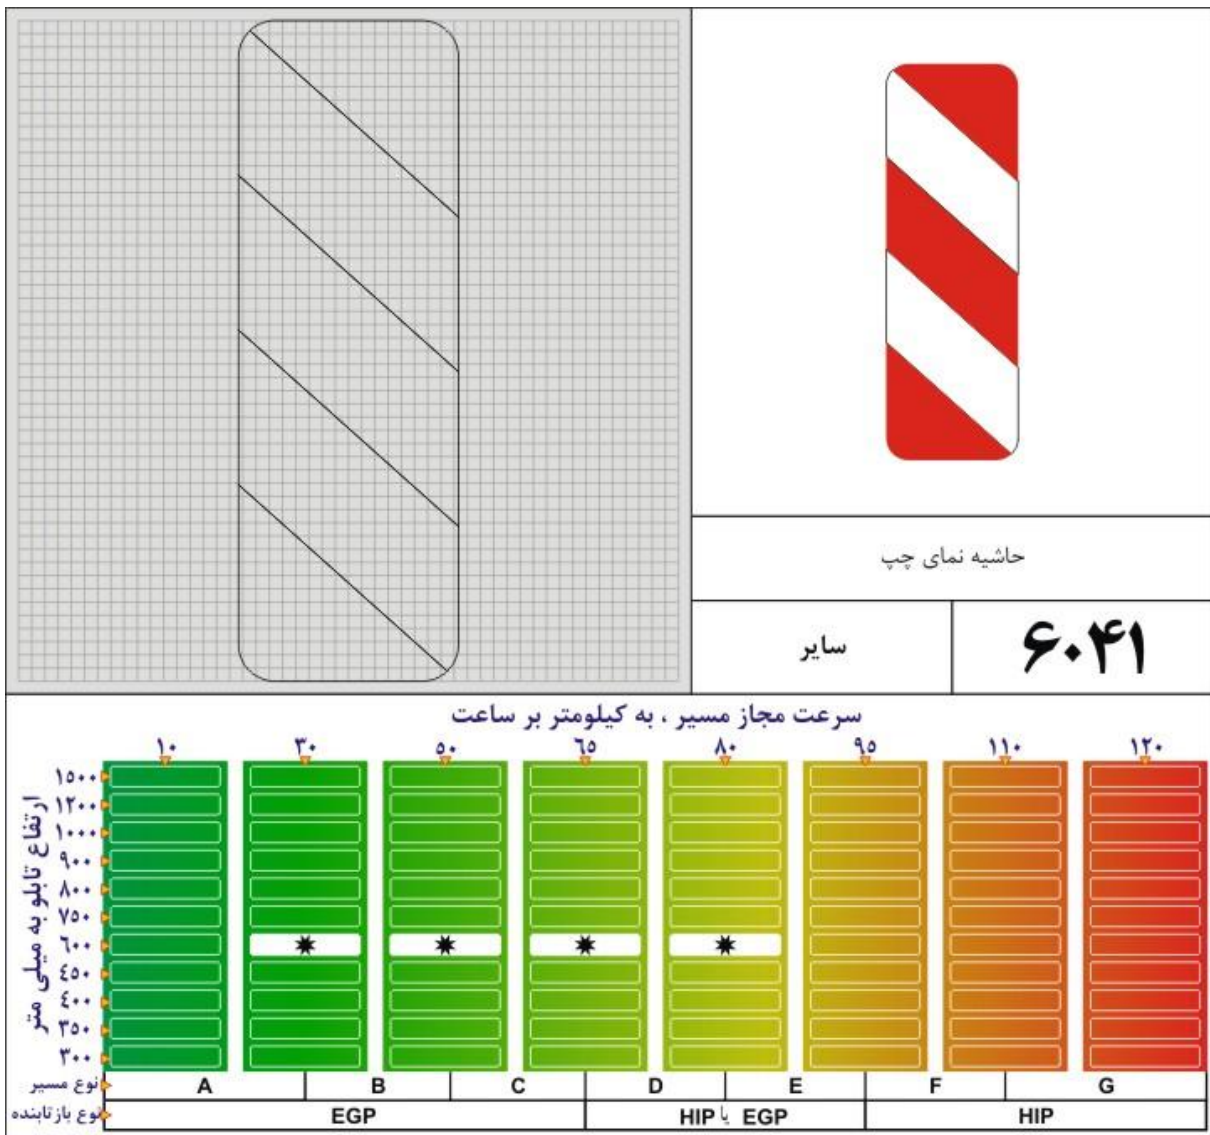 حاشیه نمای چپ
سایر
۶۰۴۱
سرعت مجاز مسیر ، به کیلومتر بر ساعت
۱۰ ۳۰ ۵۰ ۶۵ ۸۰ ۹۵ ۱۱۰ ۱۲۰
ارتفاع تابلو به میلی متر
۱۵۰۰
۱۲۰۰
۱۰۰۰
۹۰۰
۸۰۰
۷۵۰
۶۰۰
٤۵۰
٤۰۰
۳۵۰
۳۰۰
نوع مسیر A B C D E F G
نوع بازتابنده EGP HIP یا EGP HIP